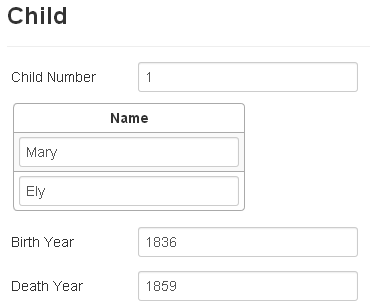 Child
Child Number 1
Name
Mary
Ely
Birth Year 1836
Death Year 1859